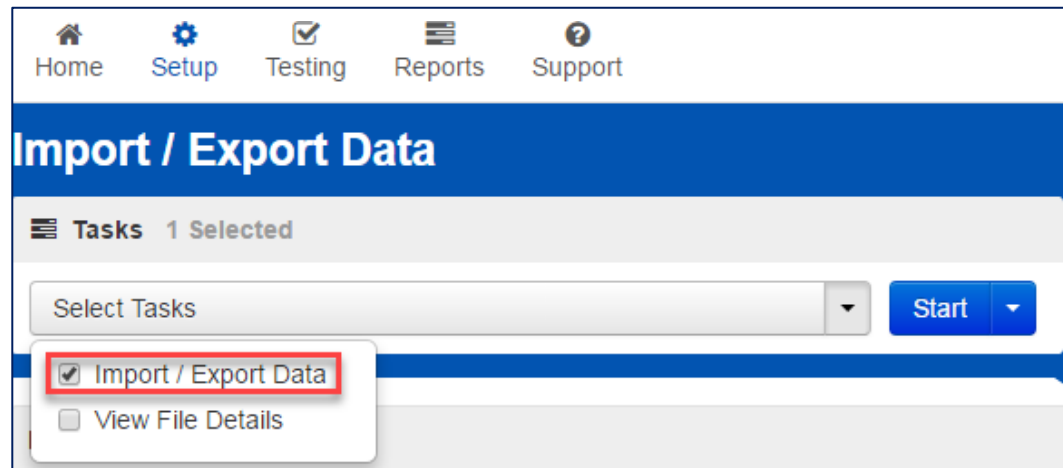 Home Setup Testing Reports Support
Import / Export Data
Tasks 1 Selected
Select Tasks Start
Import / Export Data
View File Details